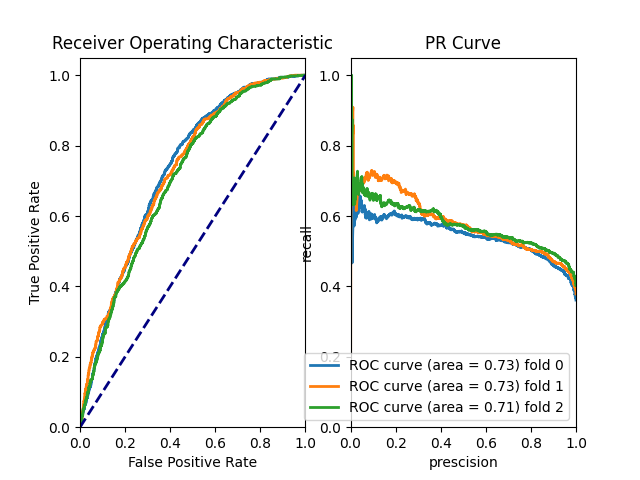 Receiver Operating Characteristic
PR Curve
1.0
0.8
0.6
0.4
0.2
0.0
True Positive Rate
0.0 0.2 0.4 0.6 0.8 1.0
False Positive Rate
1.0
0.8
0.6
0.4
0.2
0.0
recall
0.0 0.2 0.4 0.6 0.8 1.0
prescision
ROC curve (area = 0.73) fold 0
ROC curve (area = 0.73) fold 1
ROC curve (area = 0.71) fold 2